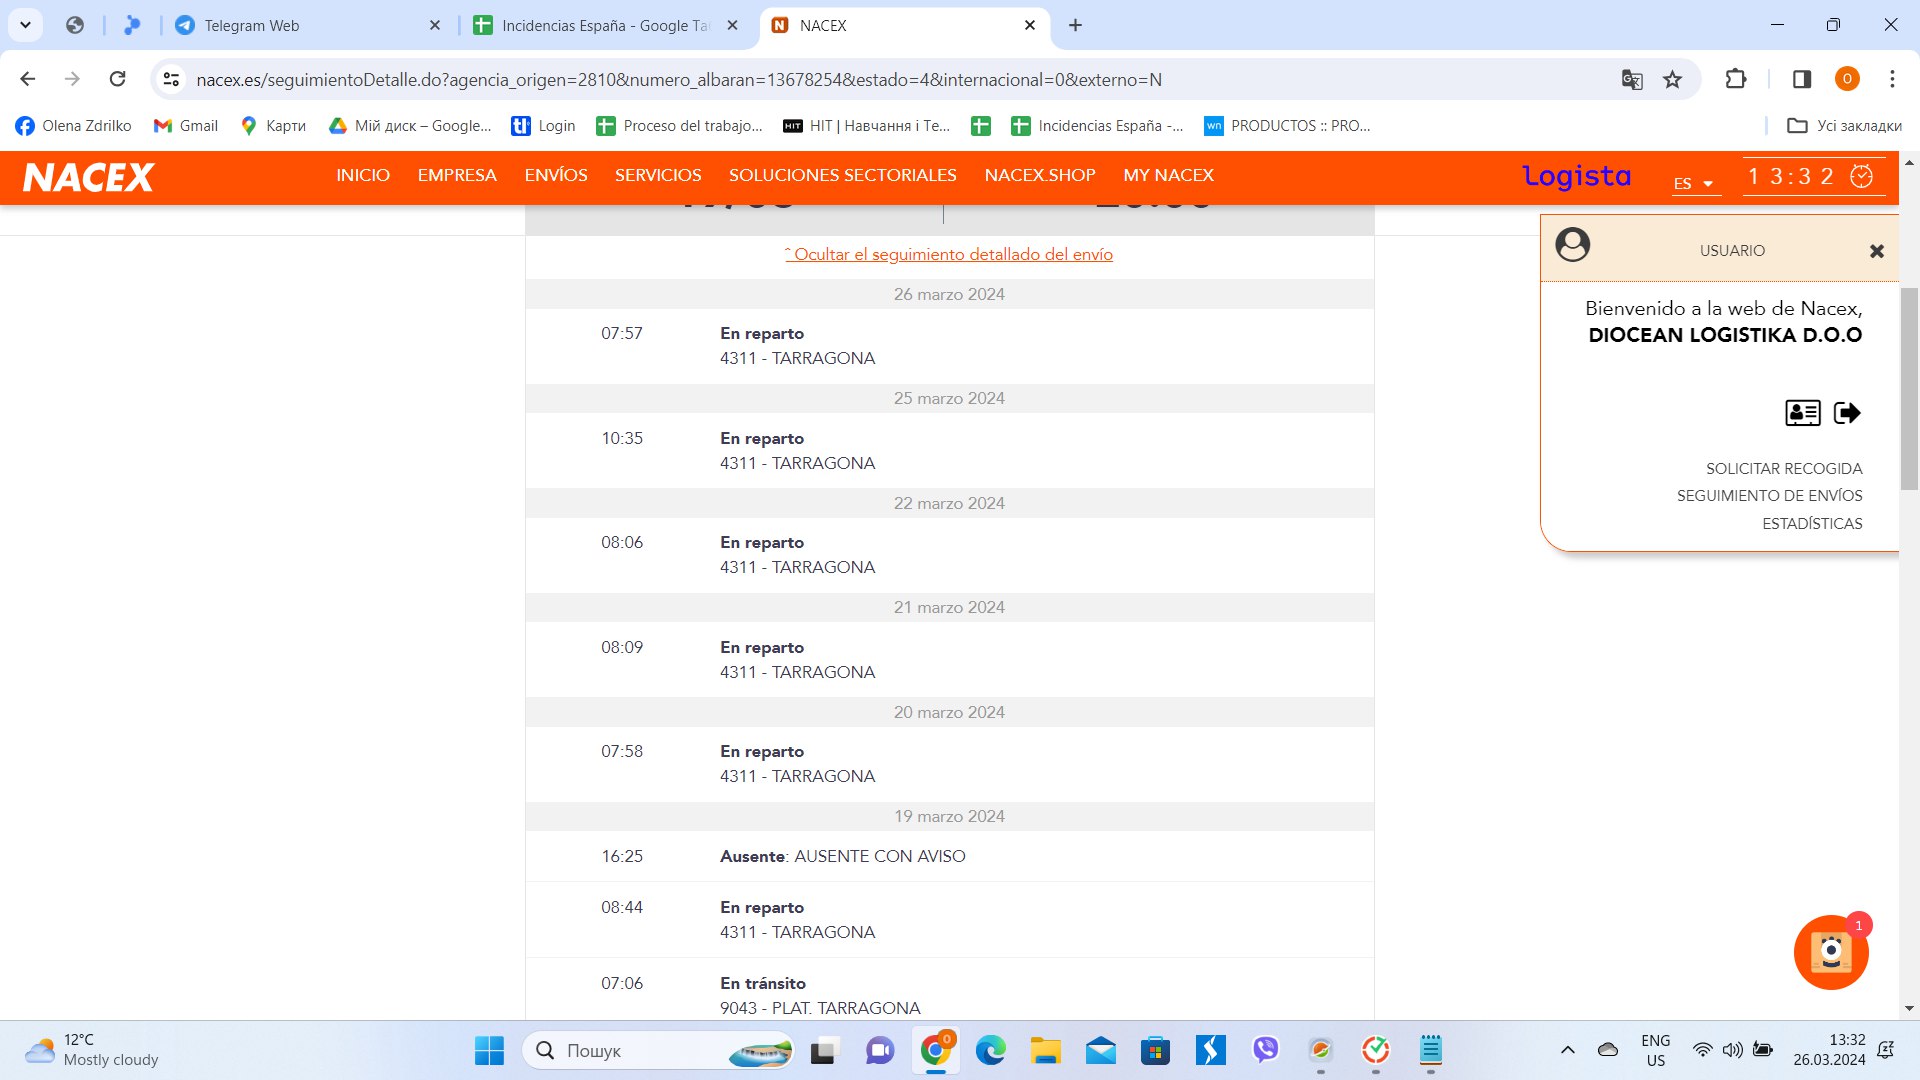 Telegram Web
Incidencias España - Google Ta
NACEX
nacex.es/seguimientoDetalle.do?agencia_origen=2810&numero_albaran=13678254&estado=4&internacional=0&externo=N
O
Olena Zdrilko
Gmail
Карти
Мій диск – Google...
Login
Proceso del trabajo...
HIT | Навчання і Те...
Incidencias España -...
PRODUCTOS :: PRO...
Усі закладки
NACEX
INICIO
EMPRESA
ENVÍOS
SERVICIOS
SOLUCIONES SECTORIALES
NACEX.SHOP
MY NACEX
logista
ES
13:32
ˆ Ocultar el seguimiento detallado del envío
26 marzo 2024
07:57 En reparto
4311 - TARRAGONA
25 marzo 2024
10:35 En reparto
4311 - TARRAGONA
22 marzo 2024
08:06 En reparto
4311 - TARRAGONA
21 marzo 2024
08:09 En reparto
4311 - TARRAGONA
20 marzo 2024
07:58 En reparto
4311 - TARRAGONA
19 marzo 2024
16:25 Ausente: AUSENTE CON AVISO
08:44 En reparto
4311 - TARRAGONA
07:06 En tránsito
9043 - PLAT. TARRAGONA
USUARIO
Bienvenido a la web de Nacex,
DIOCEAN LOGISTIKA D.O.O
SOLICITAR RECOGIDA
SEGUIMIENTO DE ENVÍOS
ESTADÍSTICAS
1
12°C
Mostly cloudy
Пошук
ENG
US
13:32
26.03.2024